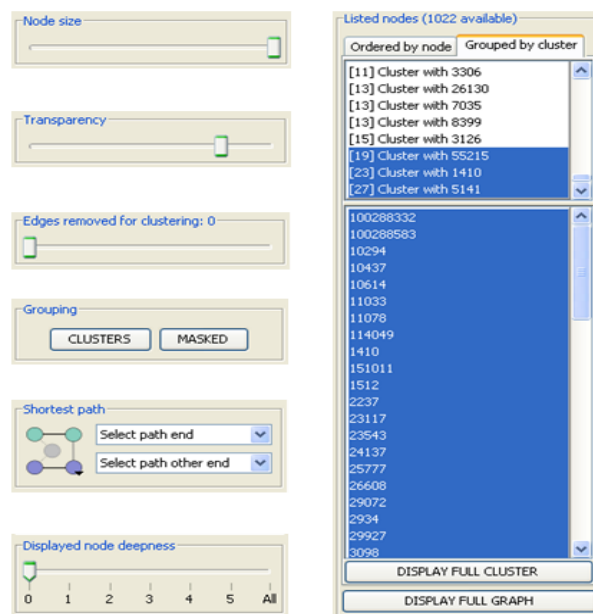 Node size
Transparency
Edges removed for clustering: 0
Grouping
CLUSTERS MASKED
Shortest path
Select path end
Select path other end
Displayed node deepness
0 1 2 3 4 5 All
Listed nodes (1022 available)
Ordered by node Grouped by cluster
[11] Cluster with 3306
[13] Cluster with 26130
[13] Cluster with 7035
[13] Cluster with 8399
[15] Cluster with 3126
[19] Cluster with 55215
[23] Cluster with 1410
[27] Cluster with 5141
100288332
100288583
10294
10437
10614
11033
11078
114049
1410
151011
1512
2237
23117
23543
24137
25777
26608
29072
2934
29927
3098
DISPLAY FULL CLUSTER
DISPLAY FULL GRAPH